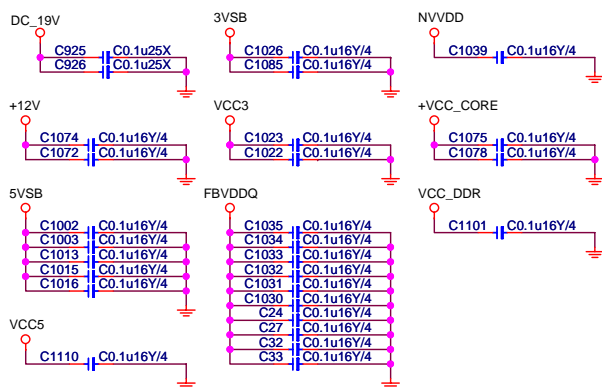 DC_19V
C925 C0.1u25X
C926 C0.1u25X
3VSB
C1026 C0.1u16Y/4
C1085 C0.1u16Y/4
NVVDD
C1039 C0.1u16Y/4
+12V
C1074 C0.1u16Y/4
C1072 C0.1u16Y/4
VCC3
C1023 C0.1u16Y/4
C1022 C0.1u16Y/4
+VCC_CORE
C1075 C0.1u16Y/4
C1078 C0.1u16Y/4
5VSB
C1002 C0.1u16Y/4
C1003 C0.1u16Y/4
C1013 C0.1u16Y/4
C1015 C0.1u16Y/4
C1016 C0.1u16Y/4
FBVDDQ
C1035 C0.1u16Y/4
C1034 C0.1u16Y/4
C1033 C0.1u16Y/4
C1032 C0.1u16Y/4
C1031 C0.1u16Y/4
C1030 C0.1u16Y/4
C24 C0.1u16Y/4
C27 C0.1u16Y/4
C32 C0.1u16Y/4
C33 C0.1u16Y/4
VCC_DDR
C1101 C0.1u16Y/4
VCC5
C1110 C0.1u16Y/4